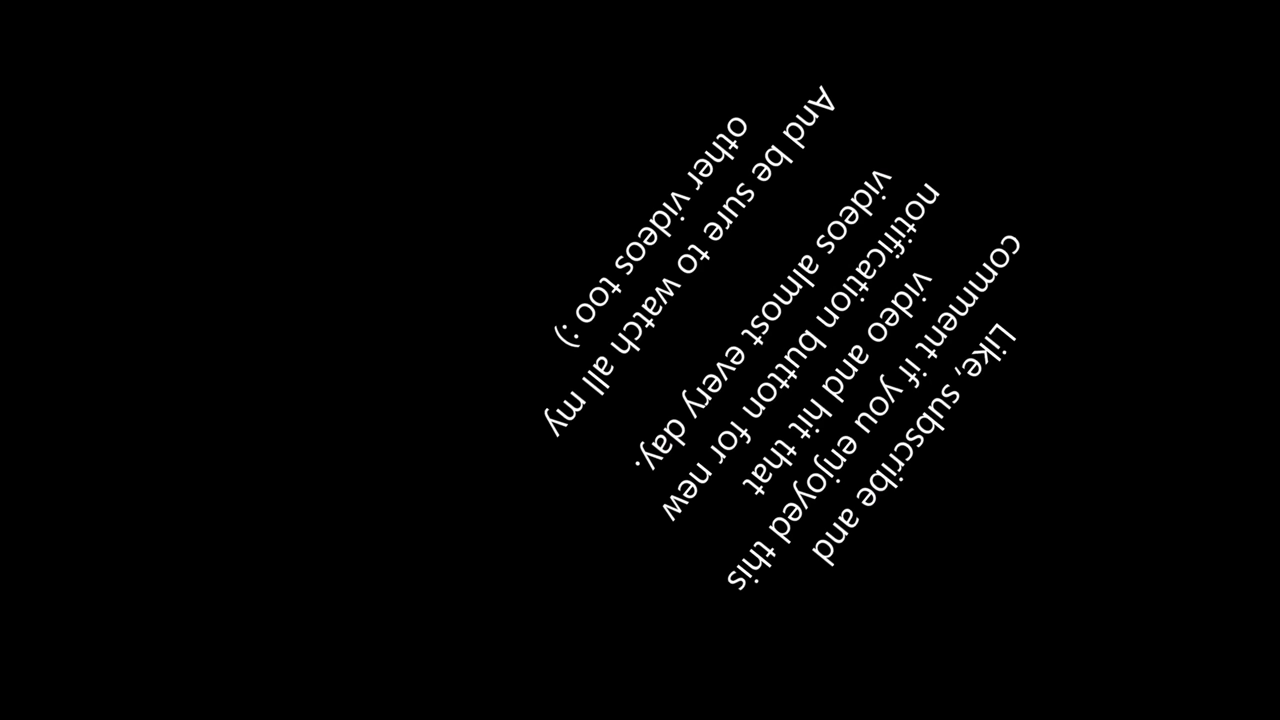 Like, subscribe and
comment if you enjoyed this
video and hit that
notification button for new
videos almost every day.
And be sure to watch all my
other videos too :)